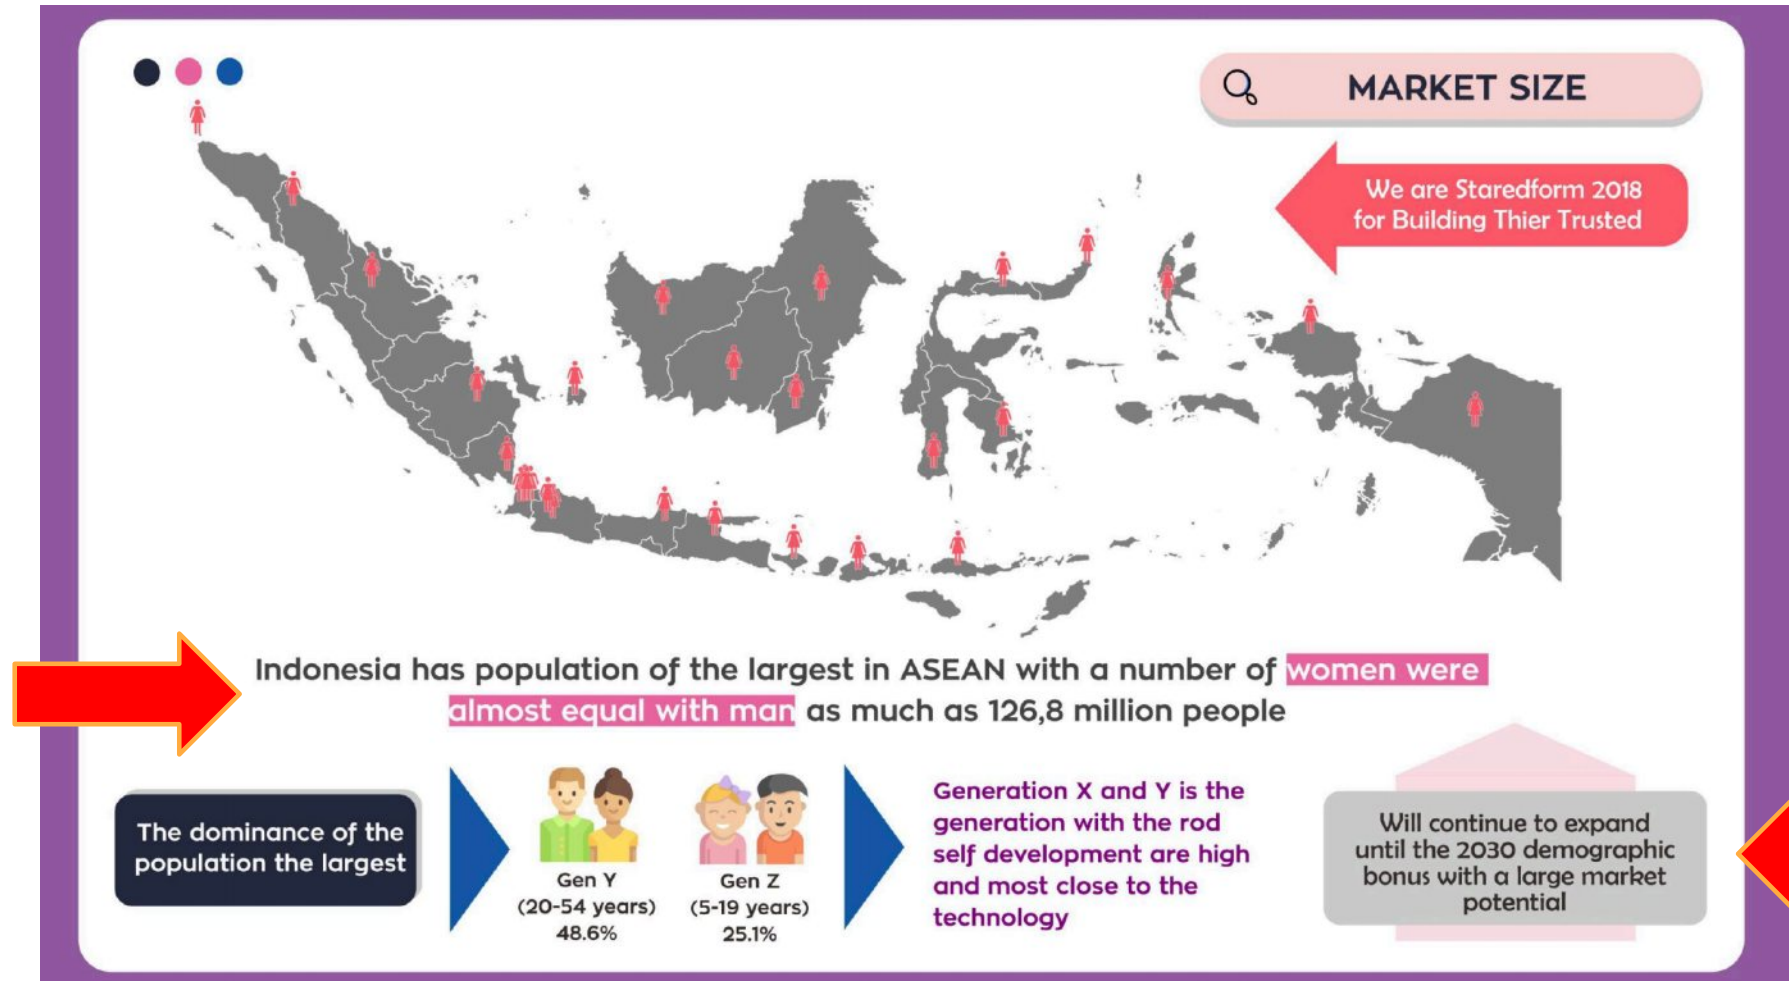 MARKET SIZE
We are Staredform 2018
for Building Thier Trusted
Indonesia has population of the largest in ASEAN with a number of women were
almost equal with man as much as 126,8 million people
The dominance of the
population the largest
Gen Y
(20-54 years)
48.6%
Gen Z
(5-19 years)
25.1%
Generation X and Y is the
generation with the rod
self development are high
and most close to the
technology
Will continue to expand
until the 2030 demographic
bonus with a large market
potential